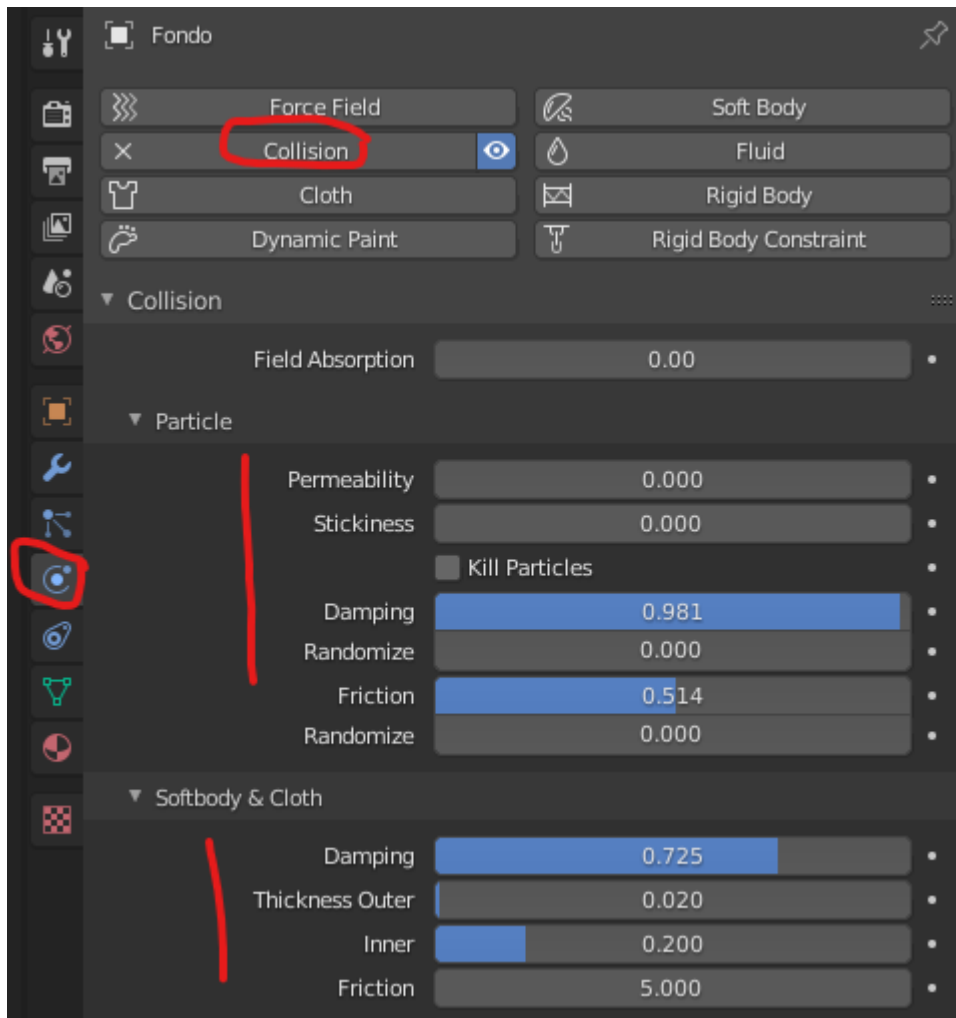 Fondo
Force Field Soft Body
Collision Fluid
Cloth Rigid Body
Dynamic Paint Rigid Body Constraint
Collision
Field Absorption 0.00
Particle
Permeability 0.000
Stickiness 0.000
Kill Particles
Damping 0.981
Randomize 0.000
Friction 0.514
Randomize 0.000
Softbody & Cloth
Damping 0.725
Thickness Outer 0.020
Inner 0.200
Friction 5.000